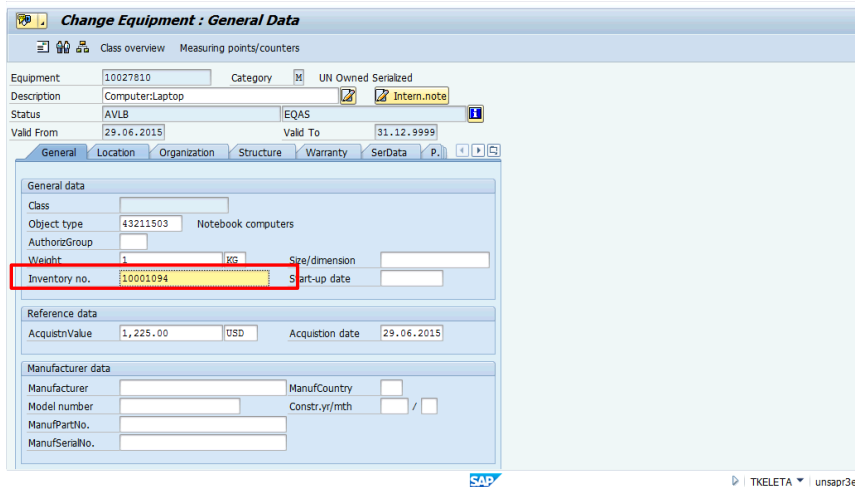 Change Equipment : General Data
Class overview Measuring points/counters
Equipment 10027810 Category M UN Owned Serialized
Description Computer:Laptop Intern.note
Status AVLB EQAS
Valid From 29.06.2015 Valid To 31.12.9999
General Location Organization Structure Warranty SerData P.
General data
Class
Object type 43211503 Notebook computers
AuthorizGroup
Weight 1 KG Size/dimension
Inventory no. 10001094 Start-up date
Reference data
AcquistnValue 1,225.00 USD Acquistion date 29.06.2015
Manufacturer data
Manufacturer ManufCountry
Model number Constr.yr/mth /
ManufPartNo.
ManufSerialNo.
SAP TKELETA unsapr3e